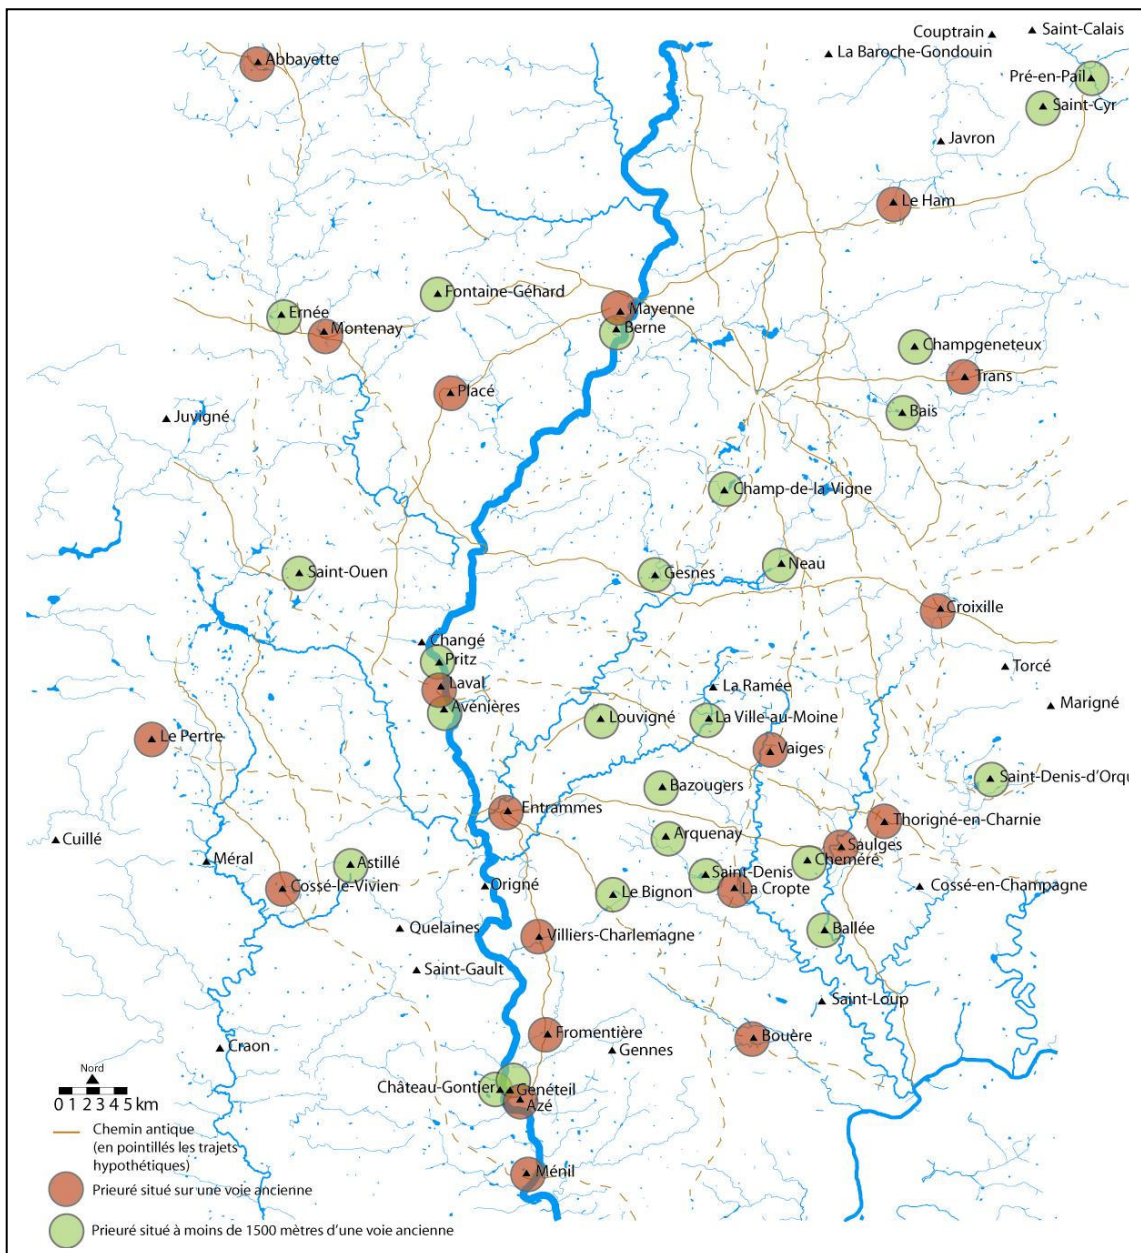 Couptrain
Saint-Calais
La Baroche-Gondouin
Abbayette
Pré-en-Pail
Saint-Cyr
Javron
Le Ham
Fontaine-Géhard
Ernée
Mayenne
Montenay
Berne
Champgeneteux
Trans
Placé
Juvigné
Bais
Champ-de-la-Vigne
Neau
Saint-Ouen
Gesnes
Croixille
Changé
Pritz
Torcé
Laval
La Ramée
Avénières
Marigné
Louvigné
La Ville-au-Moine
Le Pertre
Vaiges
Saint-Denis-d'Orqu
Bazougers
Entrammes
Thorigné-en-Charnie
Cuillé
Arquenay
Saulges
Méral
Astillé
Cheméré
Saint-Denis
Cossé-le-Vivien
Origné
Le Bignon
La Cropte
Cossé-en-Champagne
Quelaines
Villiers-Charlemagne
Ballée
Saint-Gault
Saint-Loup
Fromentière
Bouère
Craon
Gennes
Château-Gontier
Genéteil
Azé
Ménil
Nord
0 1 2 3 4 5 km
Chemin antique
(en pointillés les trajets
hypothétiques)
Prieuré situé sur une voie ancienne
Prieuré situé à moins de 1500 mètres d'une voie ancienne